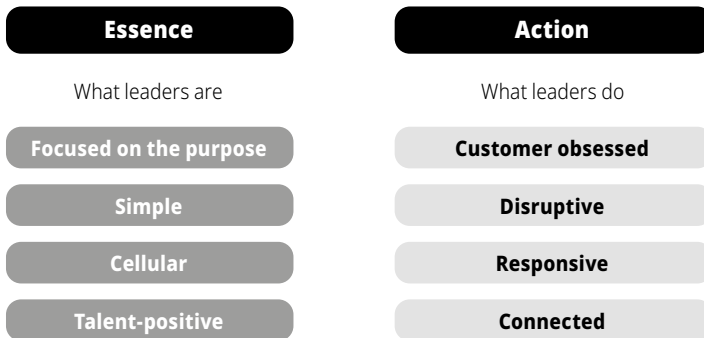 Essence
What leaders are
Focused on the purpose
Simple
Cellular
Talent-positive
Action
What leaders do
Customer obsessed
Disruptive
Responsive
Connected